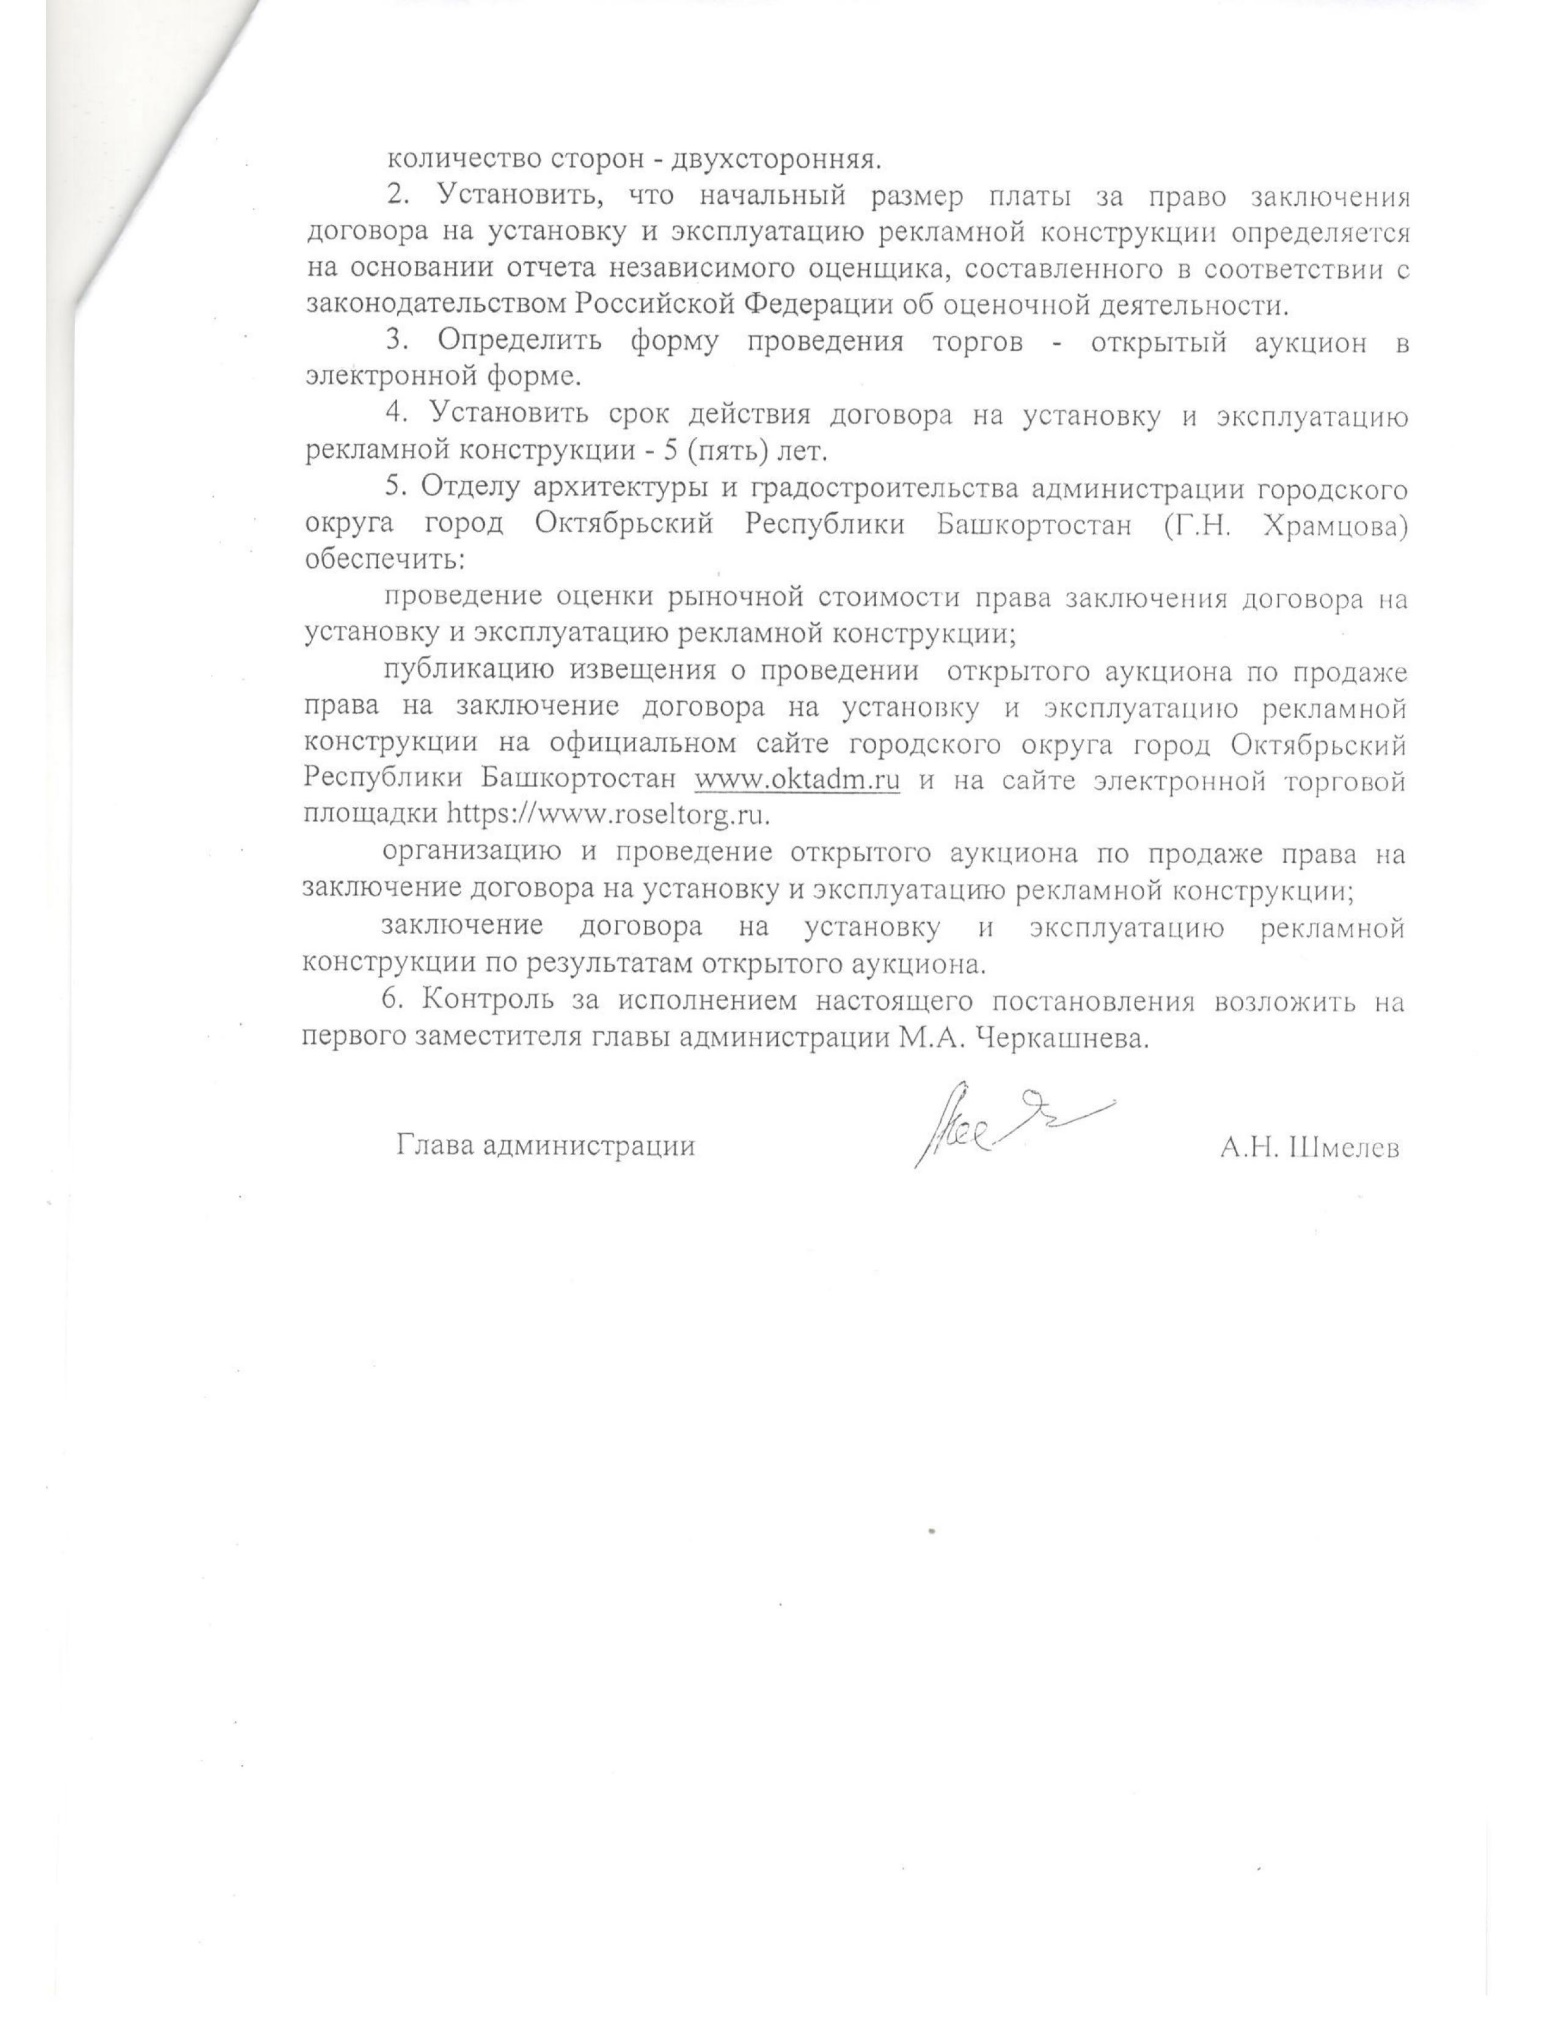 количество сторон - двухсторонняя.
2. Установить, что начальный размер платы за право заключения
договора на установку и эксплуатацию рекламной конструкции определяется
на основании отчета независимого оценщика, составленного в соответствии с
законодательством Российской Федерации об оценочной деятельности.
3. Определить форму проведения торгов - открытый аукцион в
электронной форме.
4. Установить срок действия договора на установку и эксплуатацию
рекламной конструкции - 5 (пять) лет.
5. Отделу архитектуры и градостроительства администрации городского
округа город Октябрьский Республики Башкортостан (Г.Н. Храмцова)
обеспечить:
проведение оценки рыночной стоимости права заключения договора на
установку и эксплуатацию рекламной конструкции;
публикацию извещения о проведении открытого аукциона по продаже
права на заключение договора на установку и эксплуатацию рекламной
конструкции на официальном сайте городского округа город Октябрьский
Республики Башкортостан www.oktadm.ru и на сайте электронной торговой
площадки https://www.roseltorg.ru.
организацию и проведение открытого аукциона по продаже права на
заключение договора на установку и эксплуатацию рекламной конструкции;
заключение договора на установку и эксплуатацию рекламной
конструкции по результатам открытого аукциона.
6. Контроль за исполнением настоящего постановления возложить на
первого заместителя главы администрации М.А. Черкашнева.
Глава администрации А.Н. Шмелев